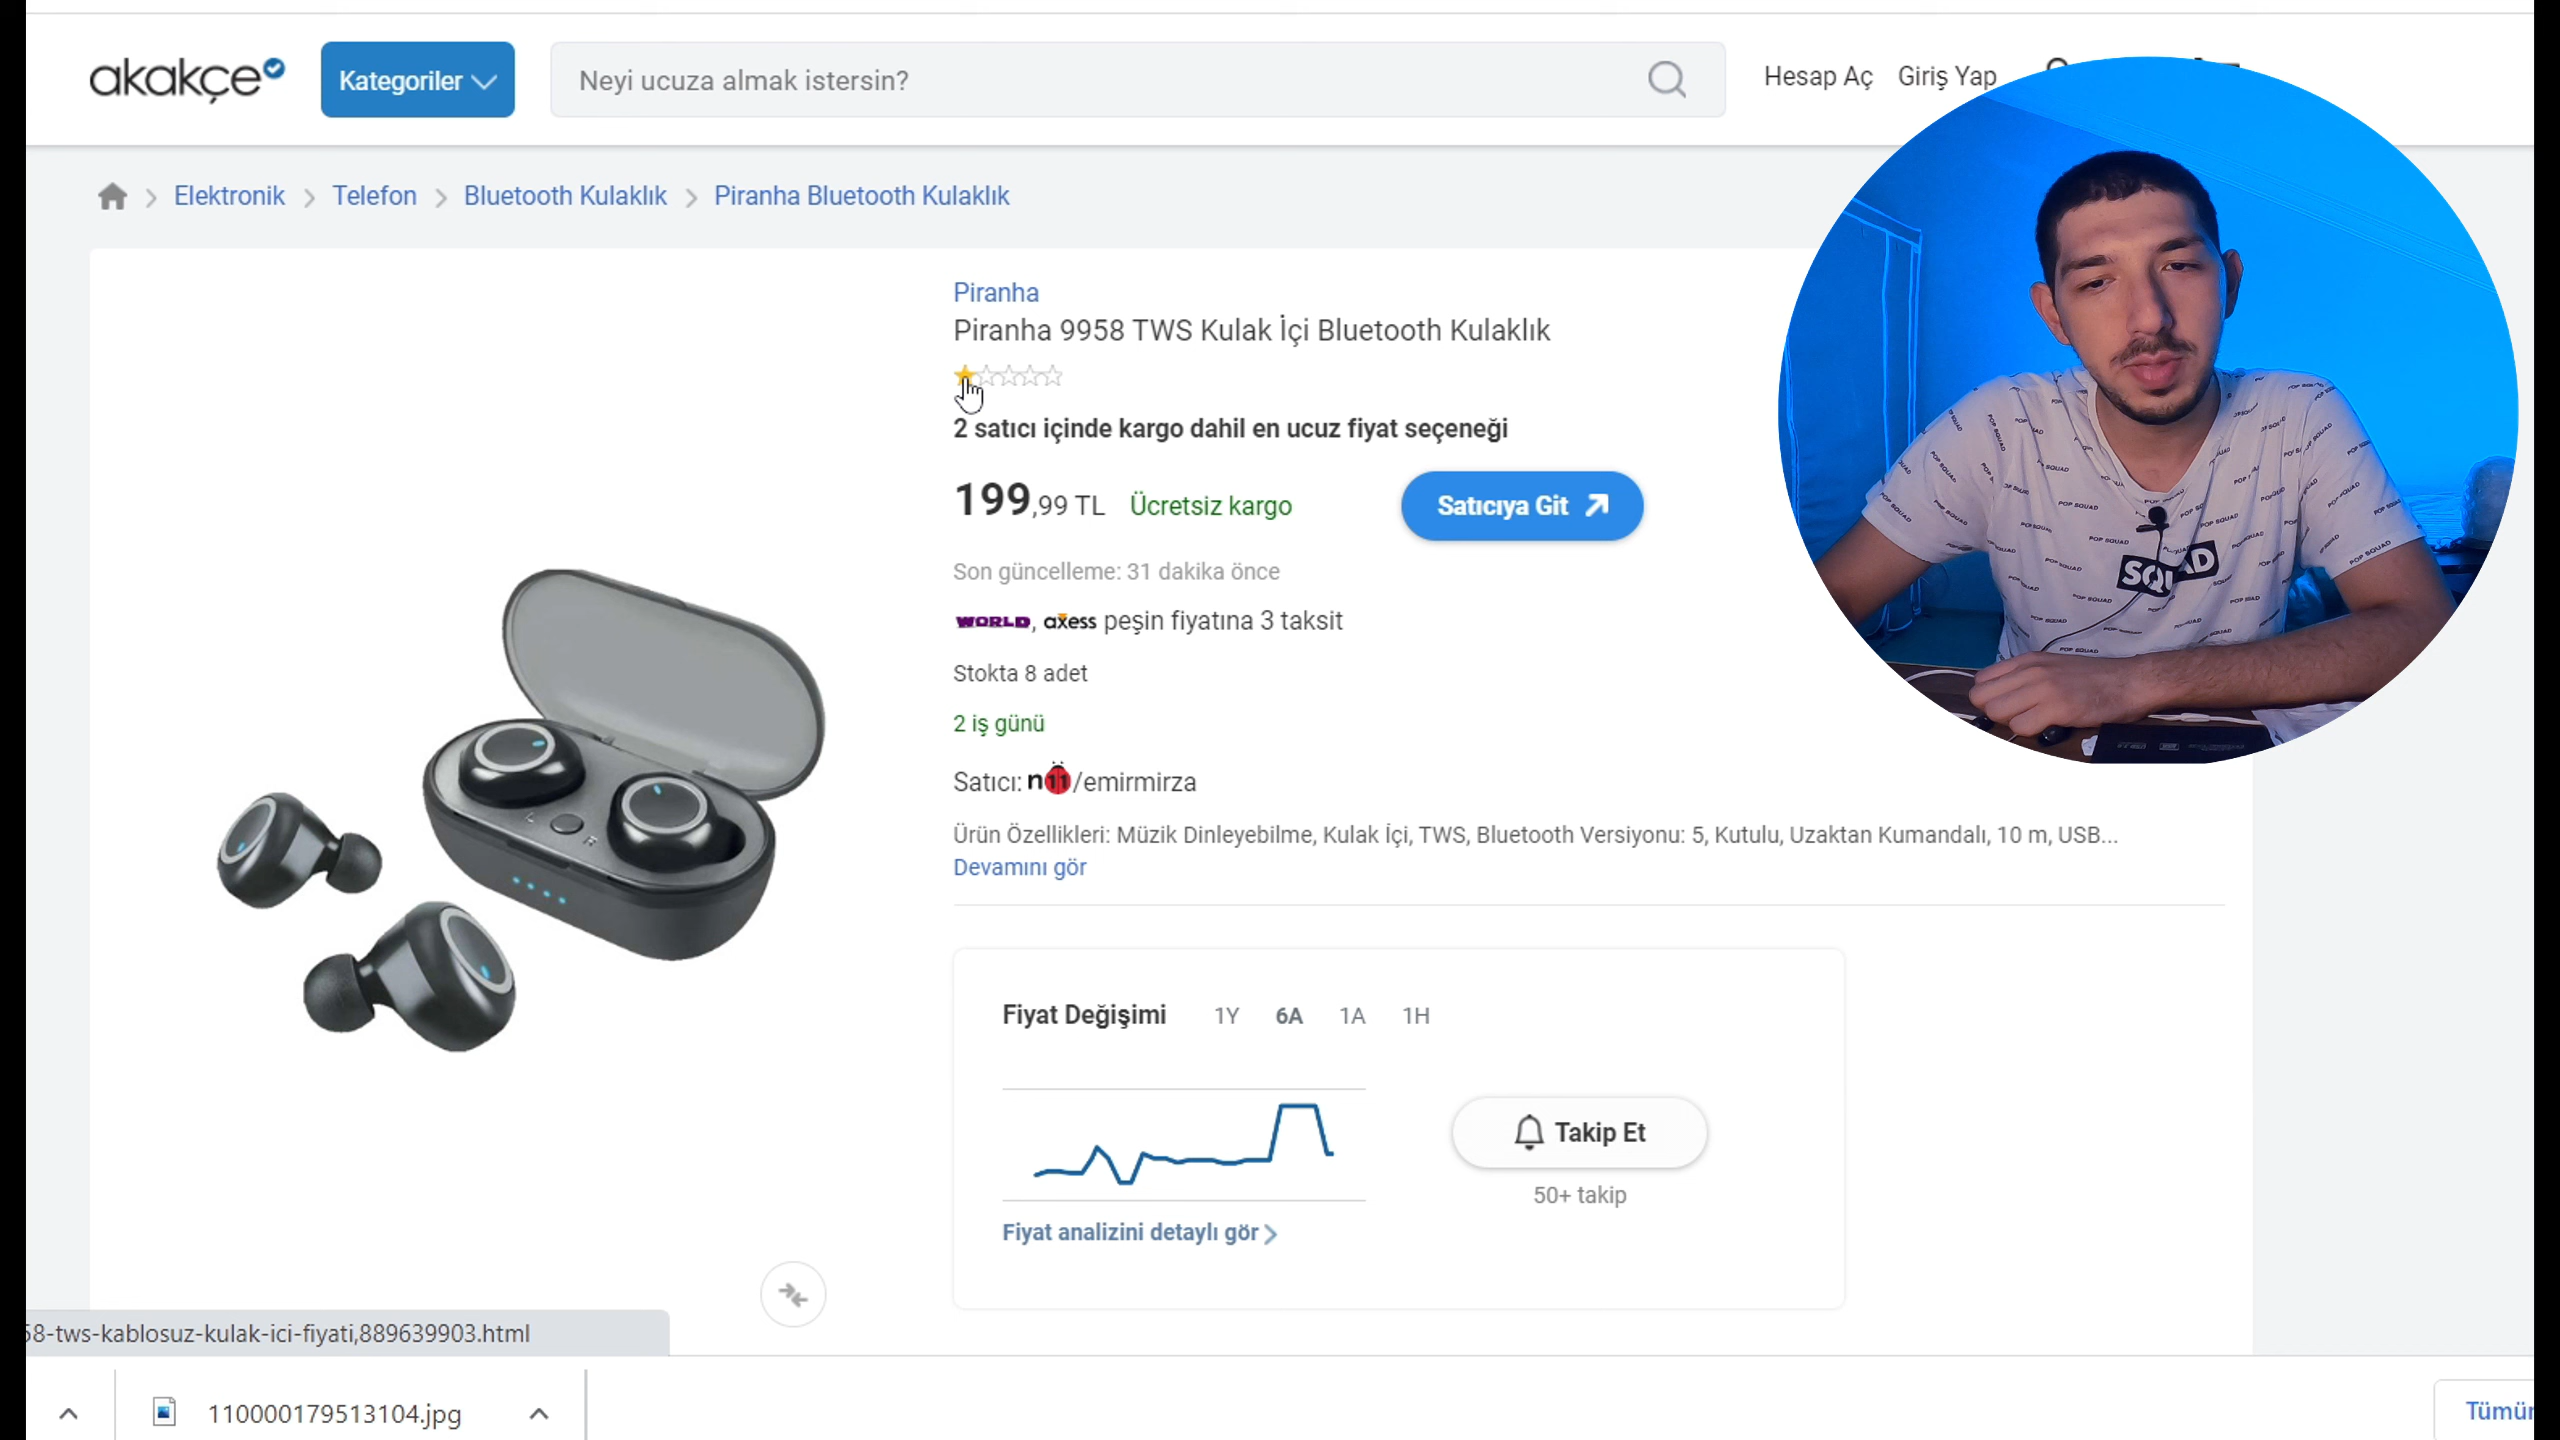 akakçe
Kategoriler
Neyi ucuza almak istersin?
Hesap Aç
Giriş Yap
Elektronik
Telefon
Bluetooth Kulaklık
Piranha Bluetooth Kulaklık
Piranha
Piranha 9958 TWS Kulak İçi Bluetooth Kulaklık
2 satıcı içinde kargo dahil en ucuz fiyat seçeneği
199,99 TL Ücretsiz kargo
Satıcıya Git
Son güncelleme: 31 dakika önce
WORLD, axess peşin fiyatına 3 taksit
Stokta 8 adet
2 iş günü
Satıcı: n11/emirmirza
Ürün Özellikleri: Müzik Dinleyebilme, Kulak İçi, TWS, Bluetooth Versiyonu: 5, Kutulu, Uzaktan Kumandalı, 10 m, USB...
Devamını gör
Fiyat Değişimi 1Y 6A 1A 1H
Takip Et
50+ takip
Fiyat analizini detaylı gör
58-tws-kablosuz-kulak-ici-fiyati,889639903.html
110000179513104.jpg
Tümün
POP SQUAD
L
R